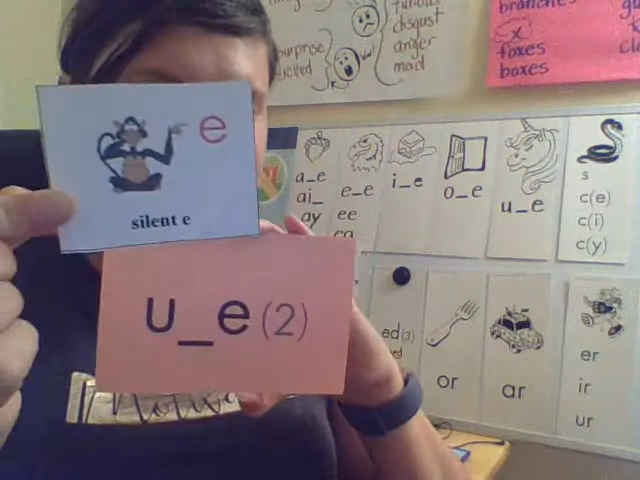 furious
disgust
surprise
anger
mad
branches
x
foxes
boxes
e
silent e
u_e (2)
a_e
ai_
ay
e_e
ee
ea
i_e
o_e
u_e
s
c(e)
c(i)
c(y)
ed(3)
or
ar
er
ir
ur